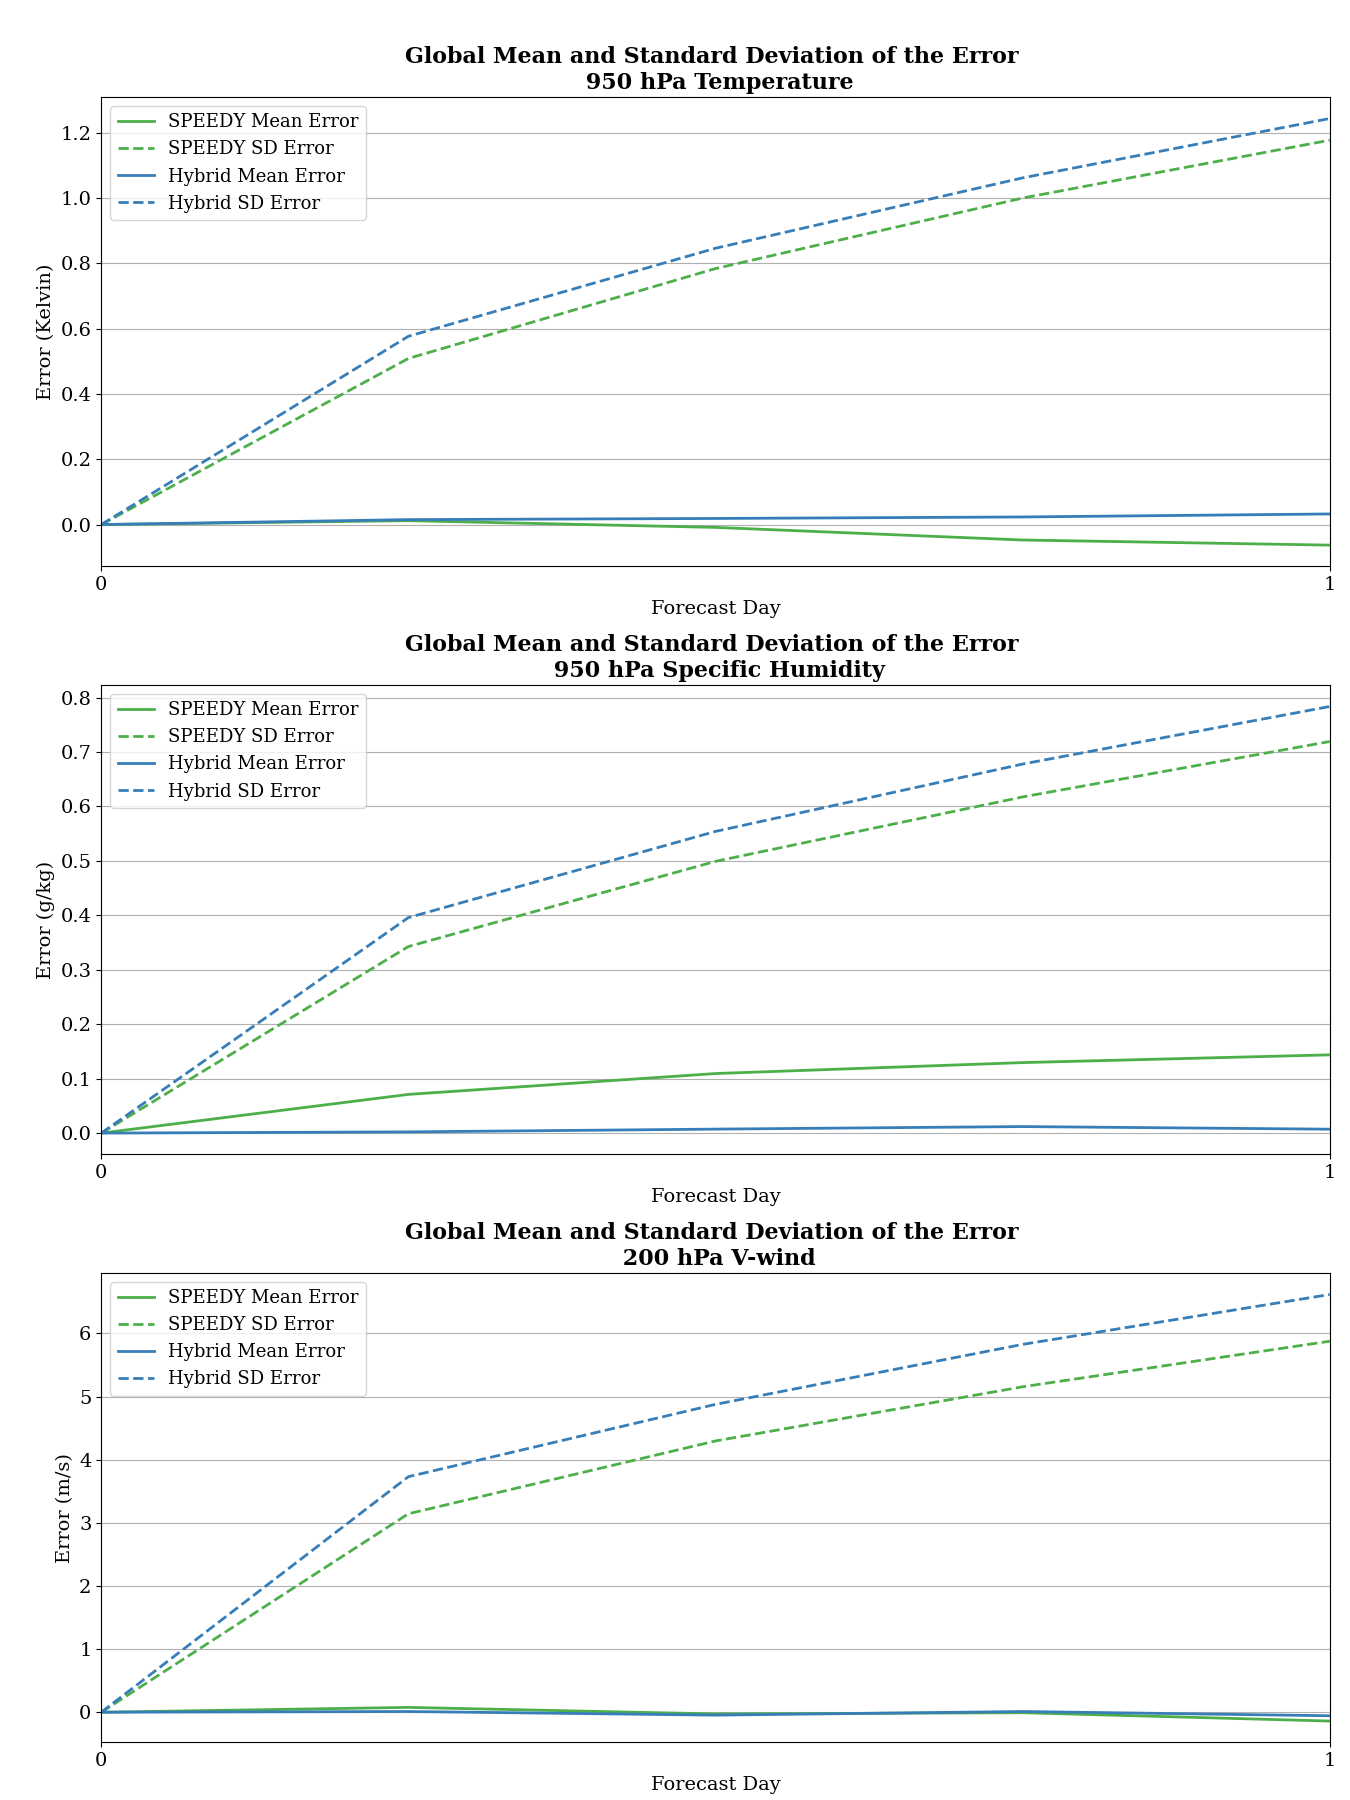 Global Mean and Standard Deviation of the Error
950 hPa Temperature
SPEEDY Mean Error
SPEEDY SD Error
Hybrid Mean Error
Hybrid SD Error
1.2
1.0
0.8
0.6
0.4
0.2
0.0
Error (Kelvin)
0 1
Forecast Day
Global Mean and Standard Deviation of the Error
950 hPa Specific Humidity
SPEEDY Mean Error
SPEEDY SD Error
Hybrid Mean Error
Hybrid SD Error
0.8
0.7
0.6
0.5
0.4
0.3
0.2
0.1
0.0
Error (g/kg)
0 1
Forecast Day
Global Mean and Standard Deviation of the Error
200 hPa V-wind
SPEEDY Mean Error
SPEEDY SD Error
Hybrid Mean Error
Hybrid SD Error
6
5
4
3
2
1
0
Error (m/s)
0 1
Forecast Day